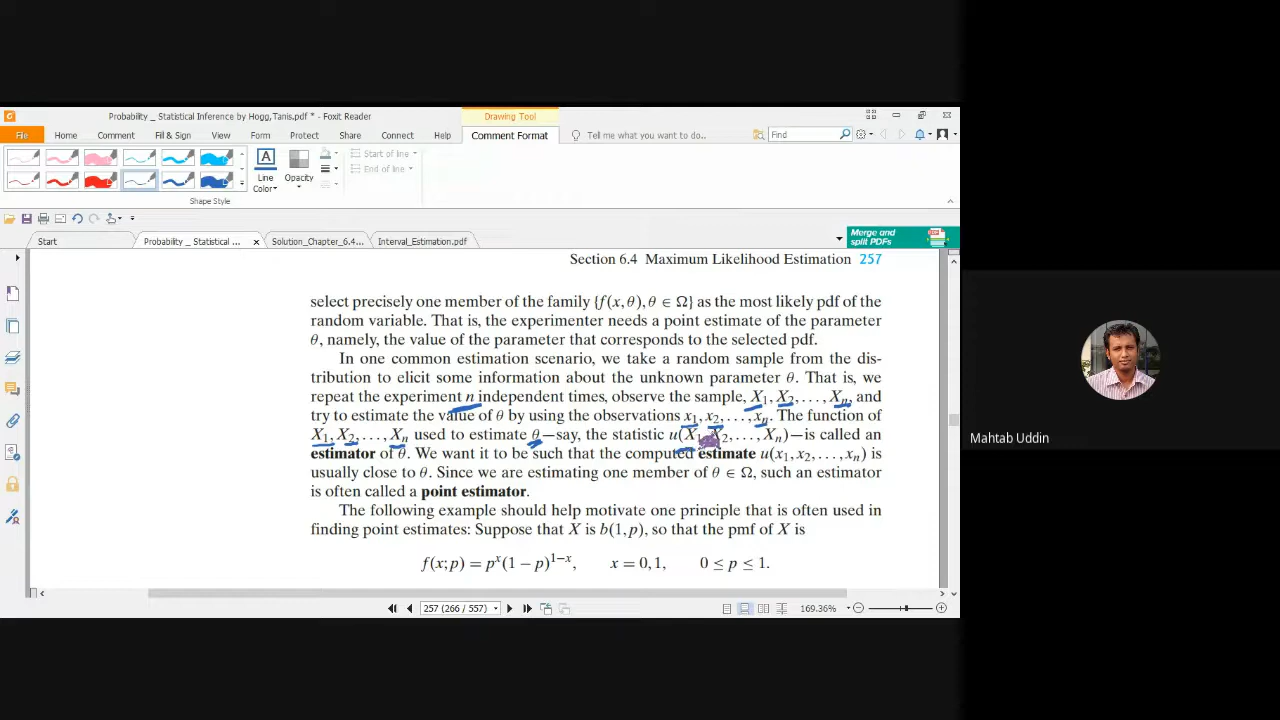 Probability _ Statistical Inference by Hogg,Tanis.pdf * - Foxit Reader
Drawing Tool
File
Home
Comment
Fill & Sign
View
Form
Protect
Share
Connect
Help
Comment Format
Tell me what you want to do..
Find
Line Color
Opacity
Start of line
End of line
Shape Style
Start
Probability _ Statistical ...
Solution_Chapter_6.4...
Interval_Estimation.pdf
Merge and split PDFs
Section 6.4 Maximum Likelihood Estimation 257
select precisely one member of the family {f(x, θ), θ ∈ Ω} as the most likely pdf of the
random variable. That is, the experimenter needs a point estimate of the parameter
θ, namely, the value of the parameter that corresponds to the selected pdf.
In one common estimation scenario, we take a random sample from the dis-
tribution to elicit some information about the unknown parameter θ. That is, we
repeat the experiment n independent times, observe the sample, X₁, X₂, . . . , Xₙ, and
try to estimate the value of θ by using the observations x₁, x₂, . . . , xₙ. The function of
X₁, X₂, . . . , Xₙ used to estimate θ—say, the statistic u(X₁, X₂, . . . , Xₙ)—is called an
estimator of θ. We want it to be such that the computed estimate u(x₁, x₂, . . . , xₙ) is
usually close to θ. Since we are estimating one member of θ ∈ Ω, such an estimator
is often called a point estimator.
The following example should help motivate one principle that is often used in
finding point estimates: Suppose that X is b(1, p), so that the pmf of X is
f(x; p) = pˣ(1 − p)¹⁻ˣ, x = 0, 1, 0 ≤ p ≤ 1.
257 (266 / 557)
169.36%
Mahtab Uddin